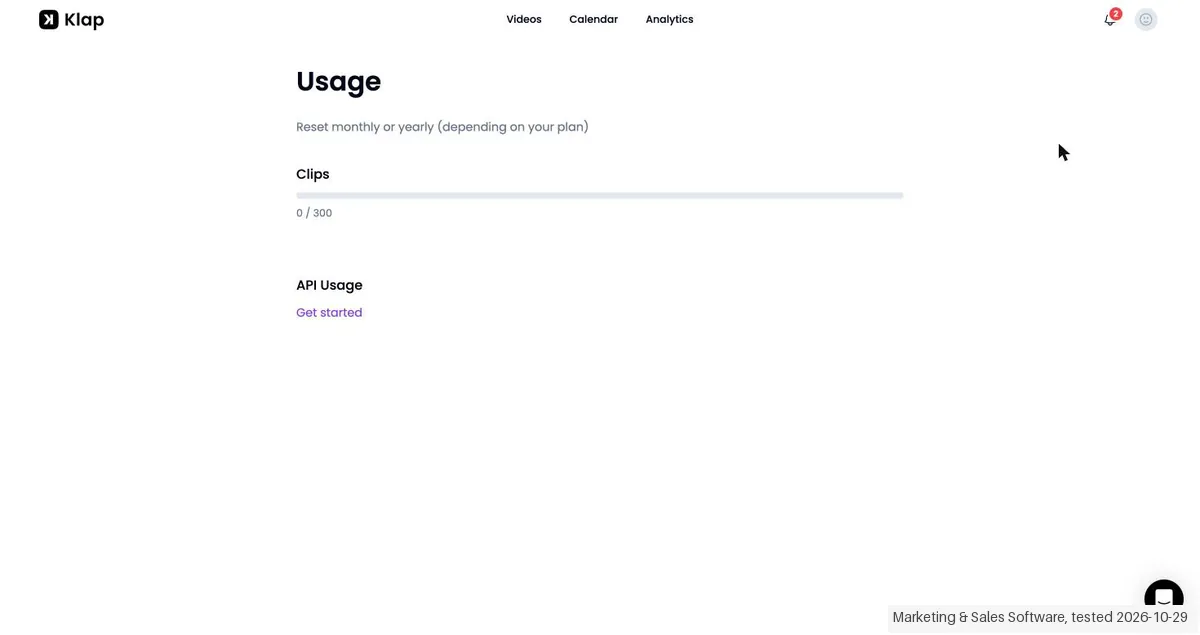 Klap
Videos Calendar Analytics
2
Usage
Reset monthly or yearly (depending on your plan)
Clips
0 / 300
API Usage
Get started
Marketing & Sales Software, tested 2026-10-29